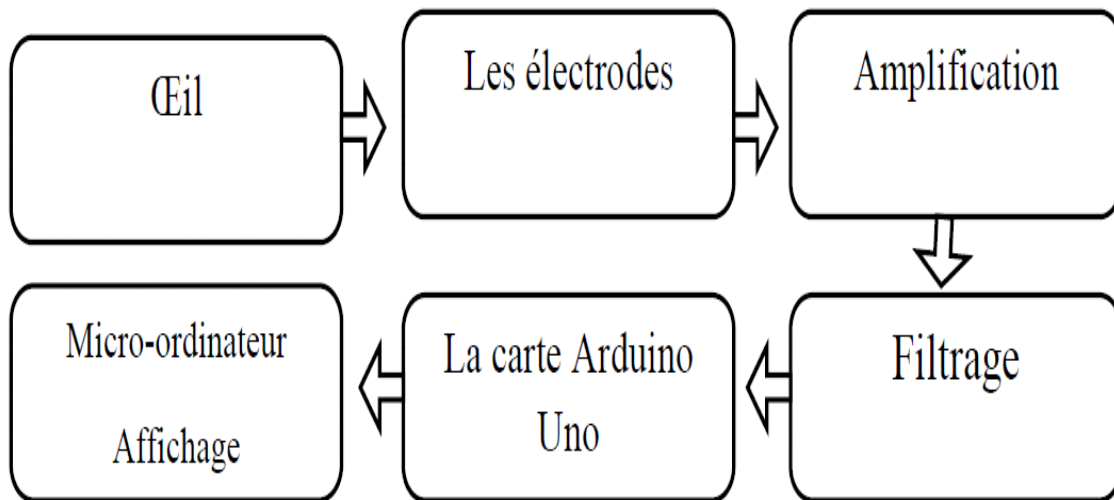 Œil
Les électrodes
Amplification
Filtrage
La carte Arduino
Uno
Micro-ordinateur
Affichage